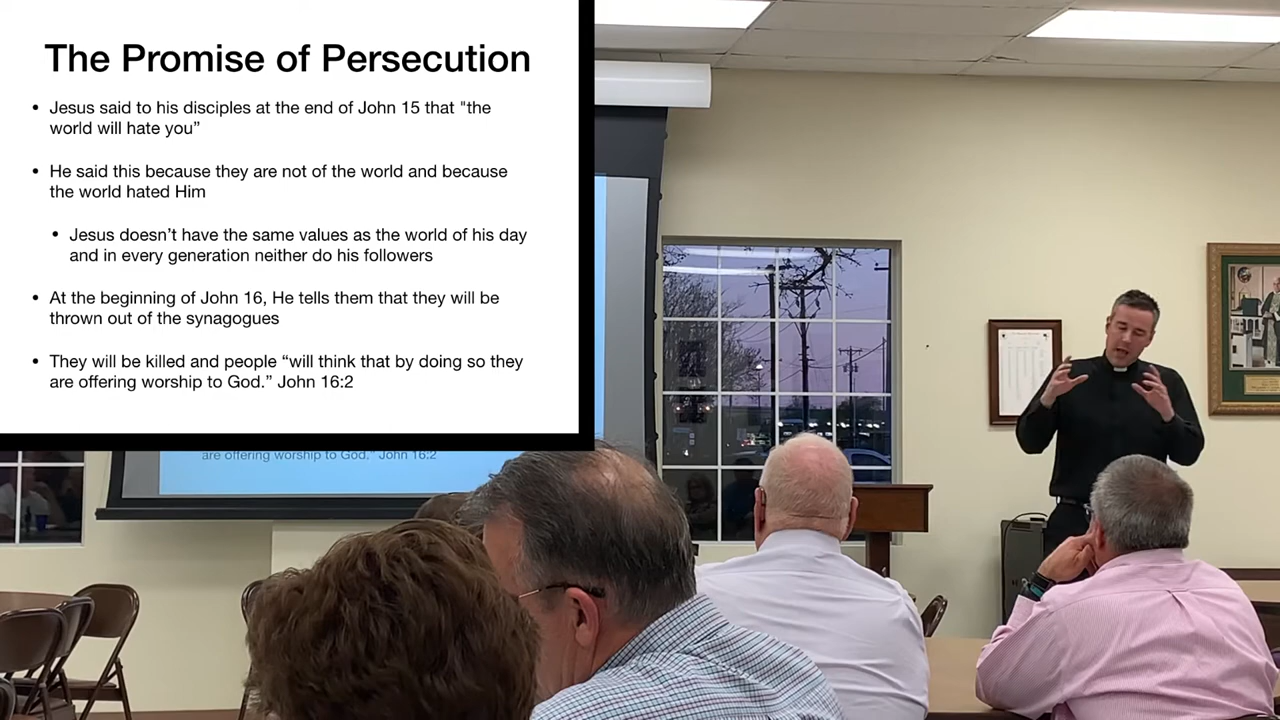 The Promise of Persecution
• Jesus said to his disciples at the end of John 15 that "the
world will hate you”
• He said this because they are not of the world and because
the world hated Him
• Jesus doesn’t have the same values as the world of his day
and in every generation neither do his followers
• At the beginning of John 16, He tells them that they will be
thrown out of the synagogues
• They will be killed and people “will think that by doing so they
are offering worship to God.” John 16:2
are offering worship to God.” John 16:2